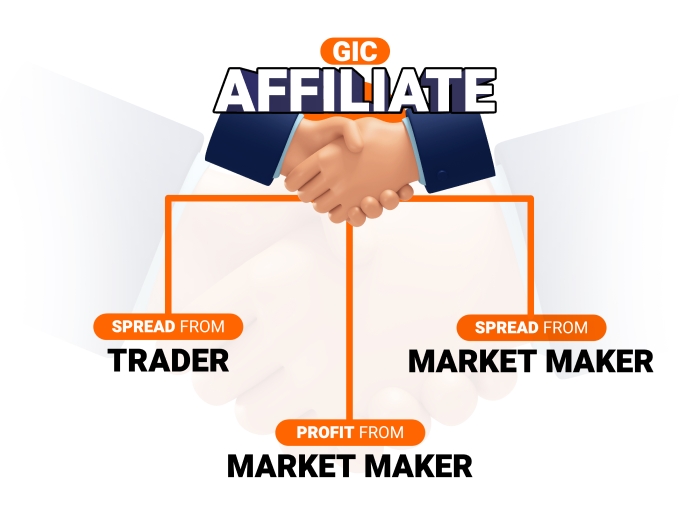 GIC
AFFILIATE
SPREAD FROM
TRADER
SPREAD FROM
MARKET MAKER
PROFIT FROM
MARKET MAKER